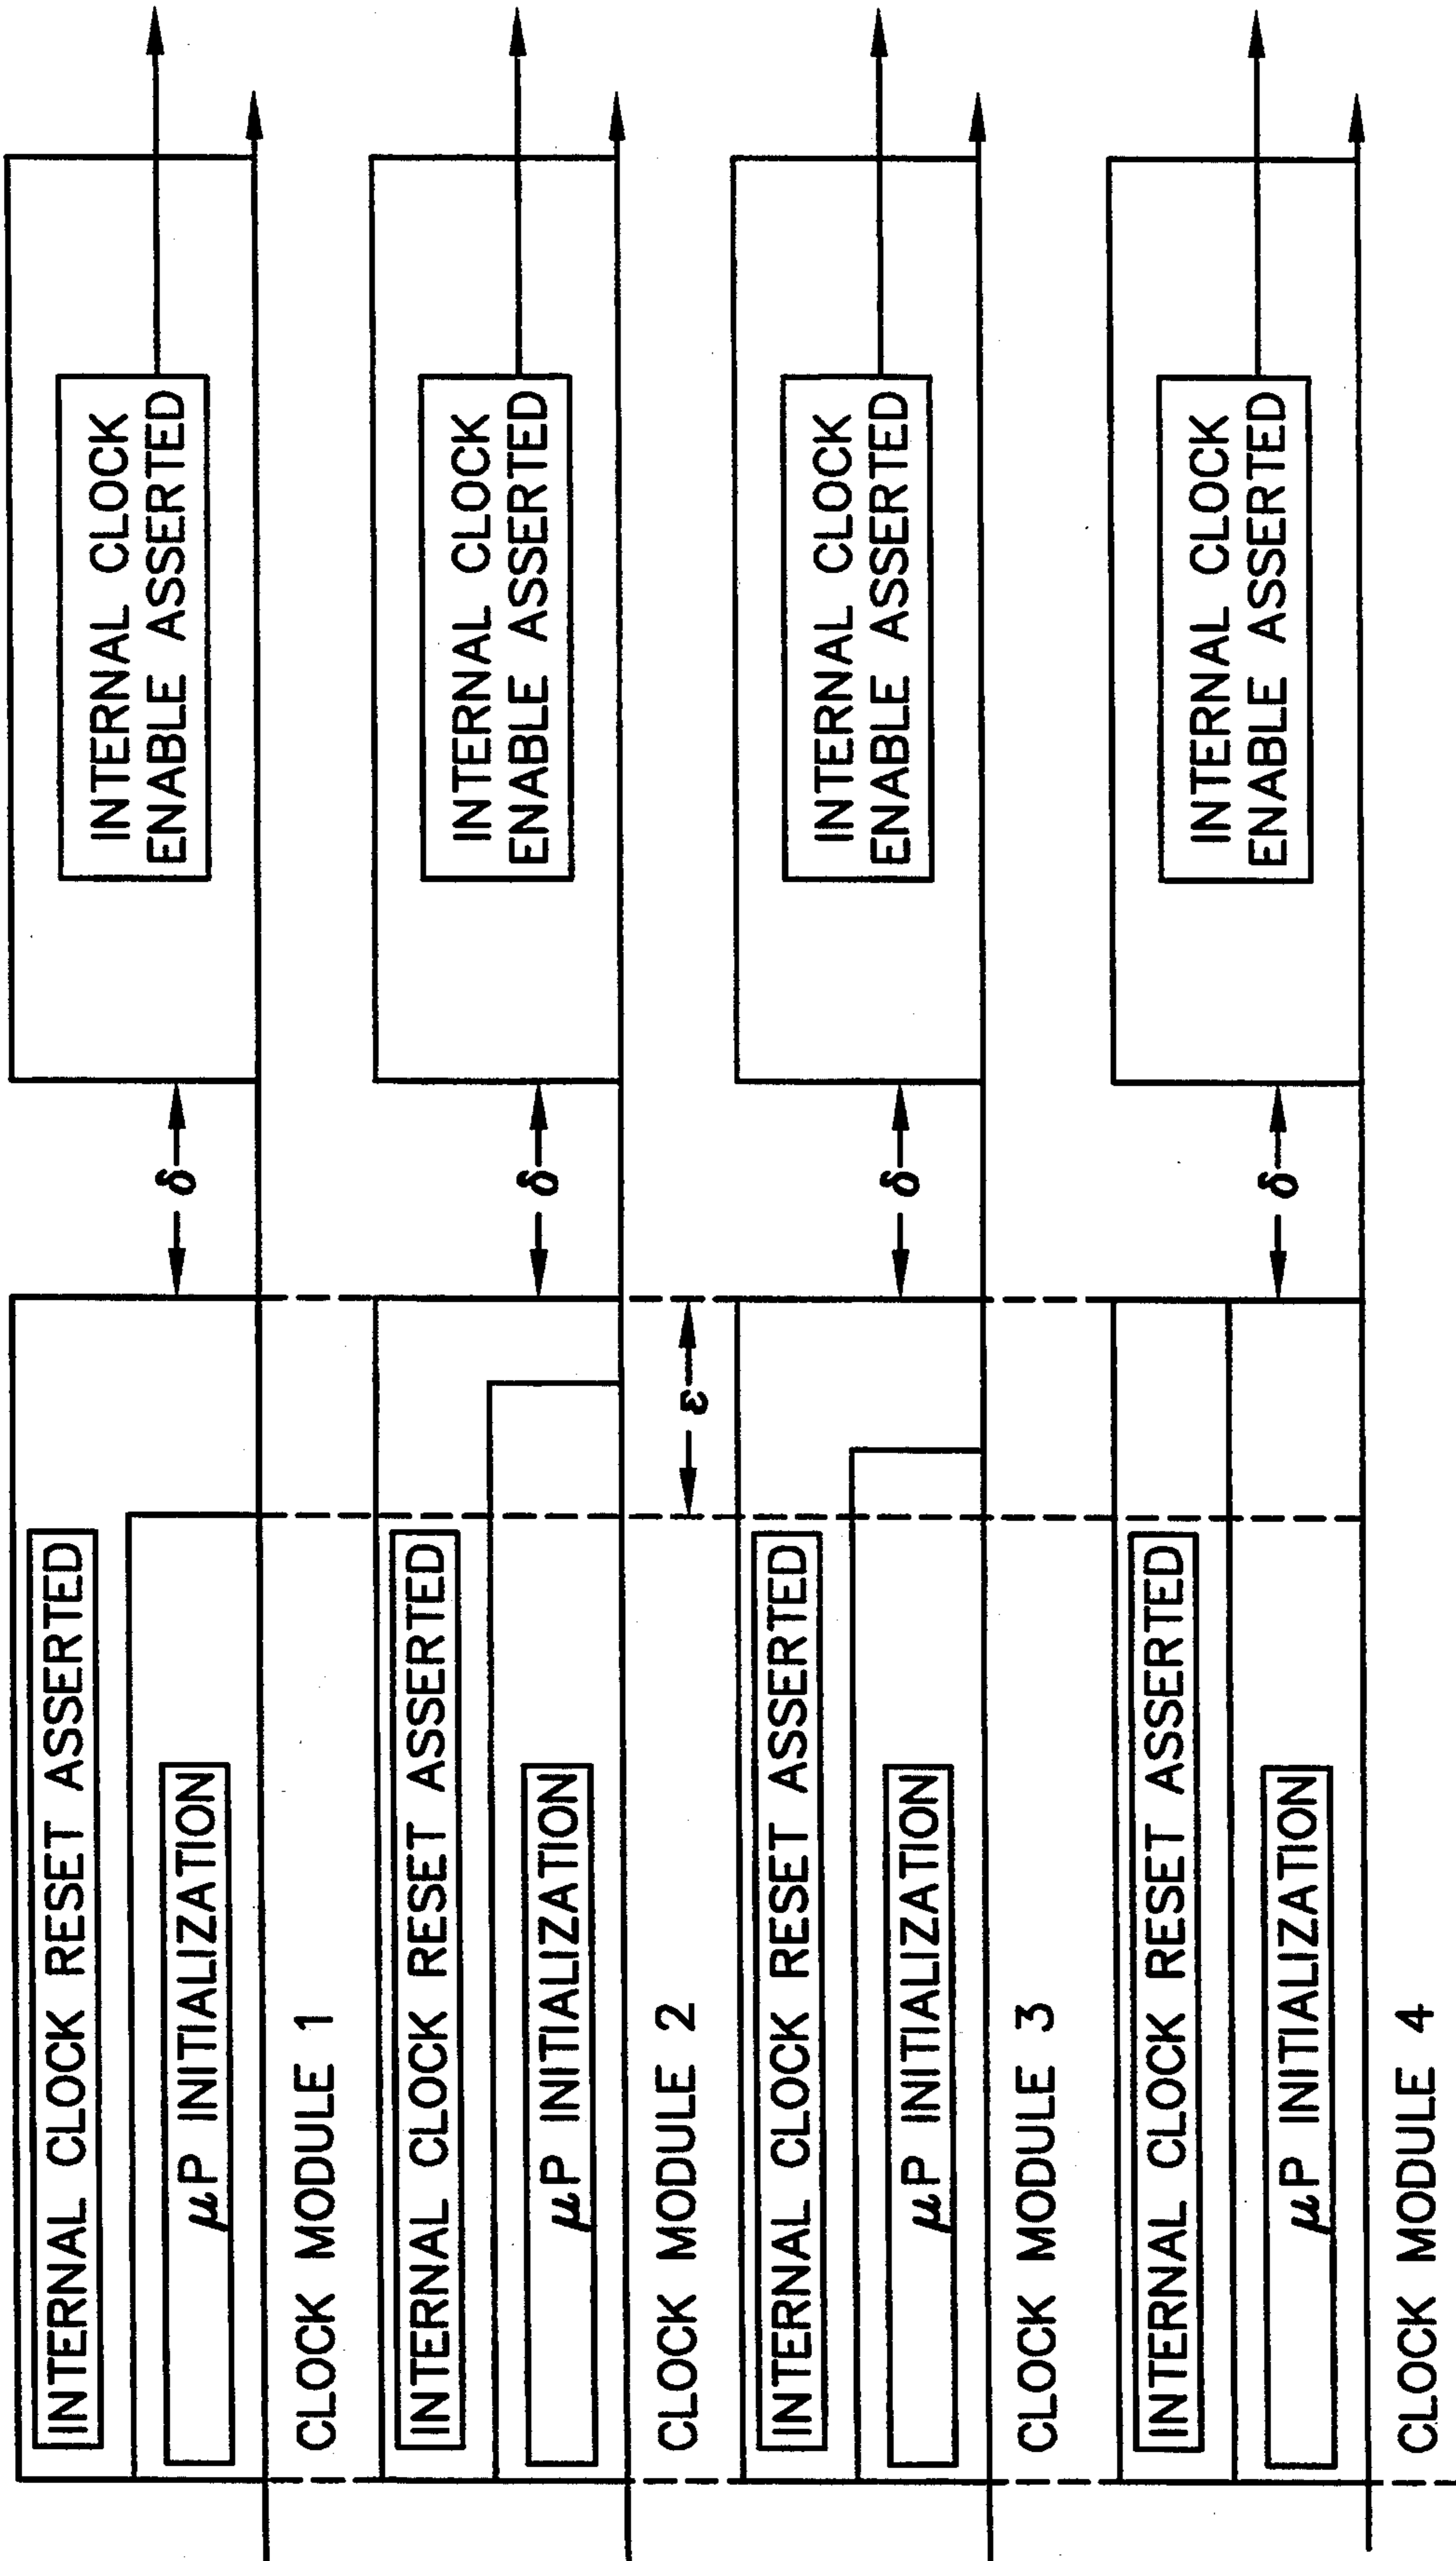 INTERNAL CLOCK RESET ASSERTED
μP INITIALIZATION
δ
INTERNAL CLOCK
ENABLE ASSERTED
CLOCK MODULE 1
INTERNAL CLOCK RESET ASSERTED
μP INITIALIZATION
δ
INTERNAL CLOCK
ENABLE ASSERTED
CLOCK MODULE 2
ε
INTERNAL CLOCK RESET ASSERTED
μP INITIALIZATION
δ
INTERNAL CLOCK
ENABLE ASSERTED
CLOCK MODULE 3
INTERNAL CLOCK RESET ASSERTED
μP INITIALIZATION
δ
INTERNAL CLOCK
ENABLE ASSERTED
CLOCK MODULE 4